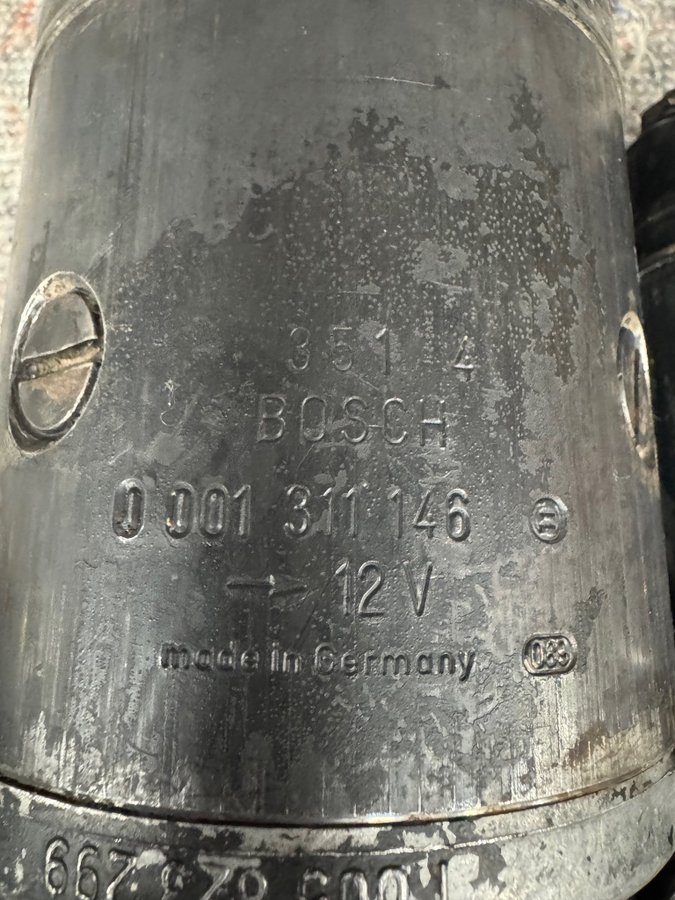 351 4
BOSCH
0 001 311 146
→ 12 V
made in Germany 089